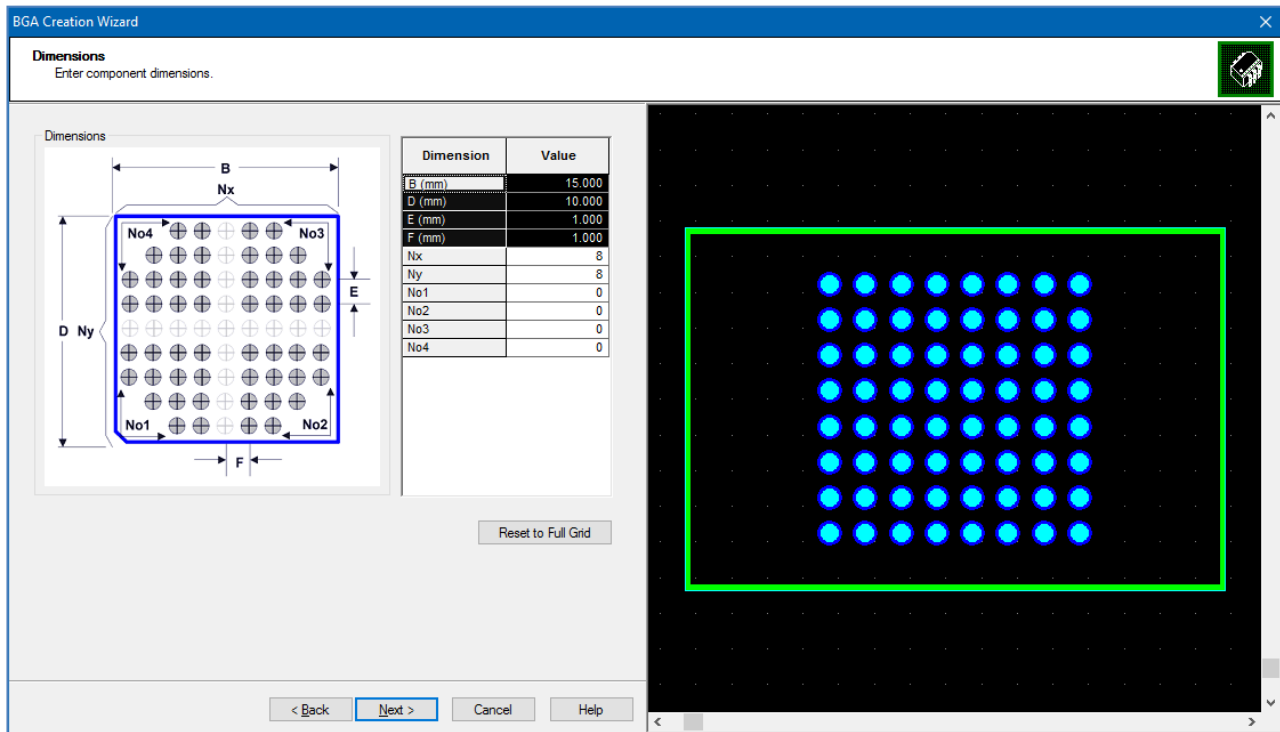 BGA Creation Wizard
Dimensions
Enter component dimensions.
Dimensions
B
Nx
No4
No3
E
D Ny
No1
No2
F
Dimension Value
B (mm) 15.000
D (mm) 10.000
E (mm) 1.000
F (mm) 1.000
Nx 8
Ny 8
No1 0
No2 0
No3 0
No4 0
Reset to Full Grid
< Back Next > Cancel Help